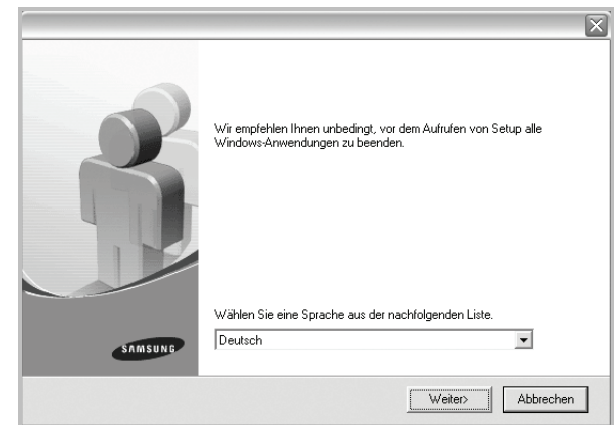 Wir empfehlen Ihnen unbedingt, vor dem Aufrufen von Setup alle
Windows-Anwendungen zu beenden.
Wählen Sie eine Sprache aus der nachfolgenden Liste.
Deutsch
SAMSUNG
Weiter>
Abbrechen